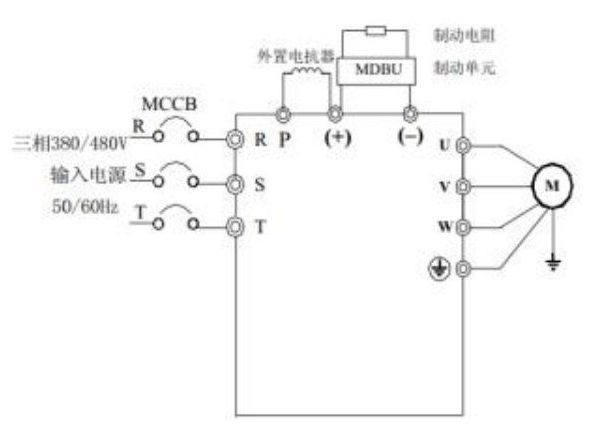 制动电阻
外置电抗器
MDBU 制动单元
MCCB
R R P (+) (-)
三相380/480V
U
输入电源 S S V M
50/60Hz T T W